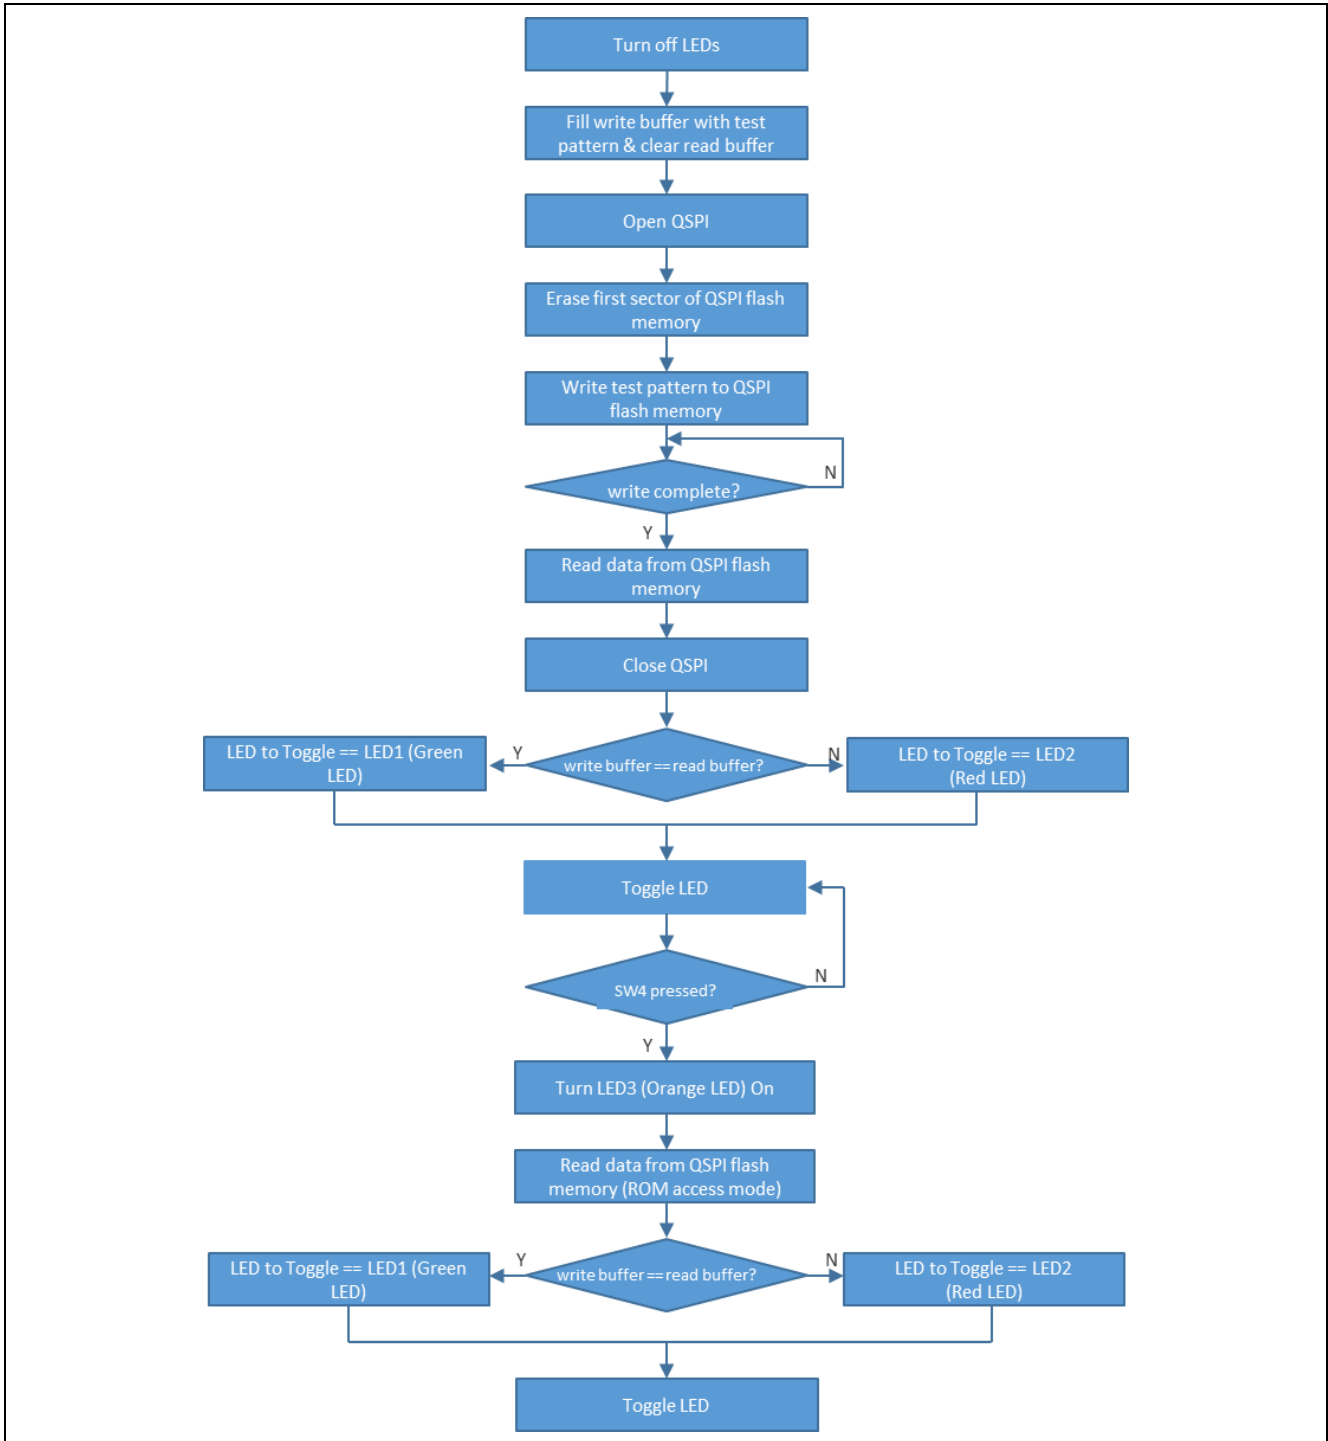 Turn off LEDs
Fill write buffer with test
pattern & clear read buffer
Open QSPI
Erase first sector of QSPI flash
memory
Write test pattern to QSPI
flash memory
N
write complete?
Y
Read data from QSPI flash
memory
Close QSPI
LED to Toggle == LED1 (Green
LED)
Y
write buffer == read buffer?
N
LED to Toggle == LED2
(Red LED)
Toggle LED
N
SW4 pressed?
Y
Turn LED3 (Orange LED) On
Read data from QSPI flash
memory (ROM access mode)
LED to Toggle == LED1 (Green
LED)
Y
write buffer == read buffer?
N
LED to Toggle == LED2
(Red LED)
Toggle LED